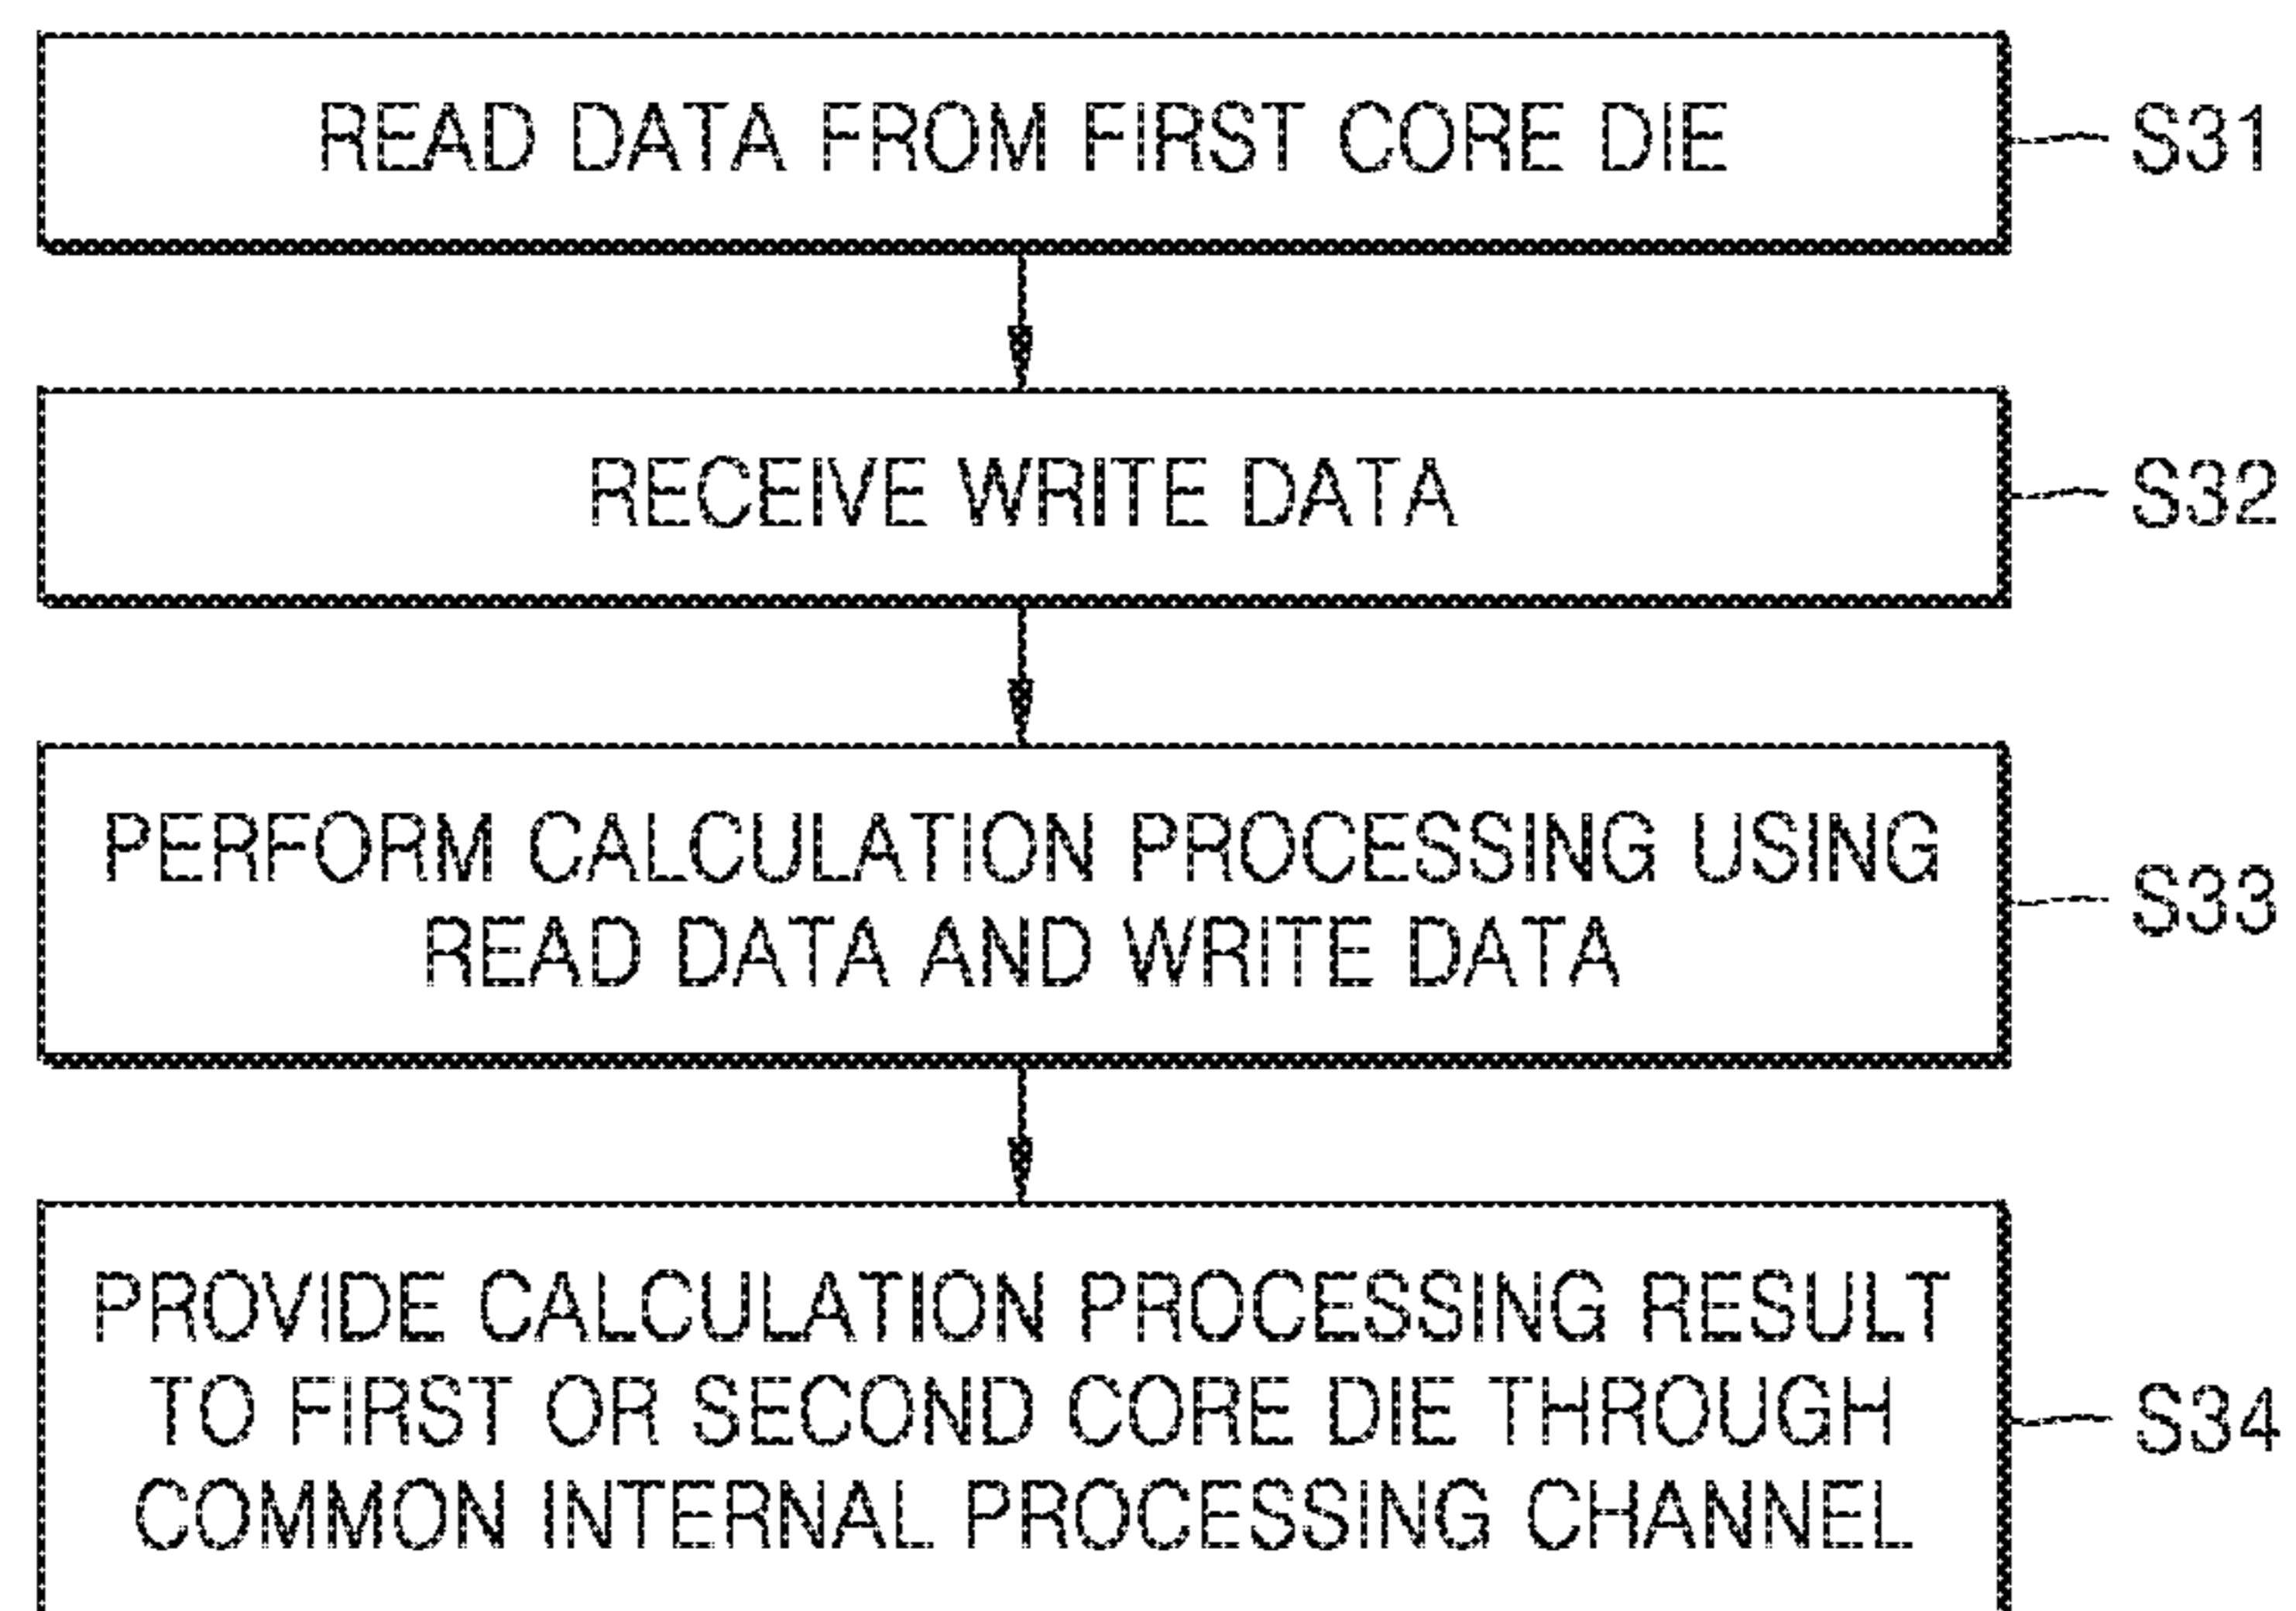 READ DATA FROM FIRST CORE DIE
S31
RECEIVE WRITE DATA
S32
PERFORM CALCULATION PROCESSING USING
READ DATA AND WRITE DATA
S33
PROVIDE CALCULATION PROCESSING RESULT
TO FIRST OR SECOND CORE DIE THROUGH
COMMON INTERNAL PROCESSING CHANNEL
S34